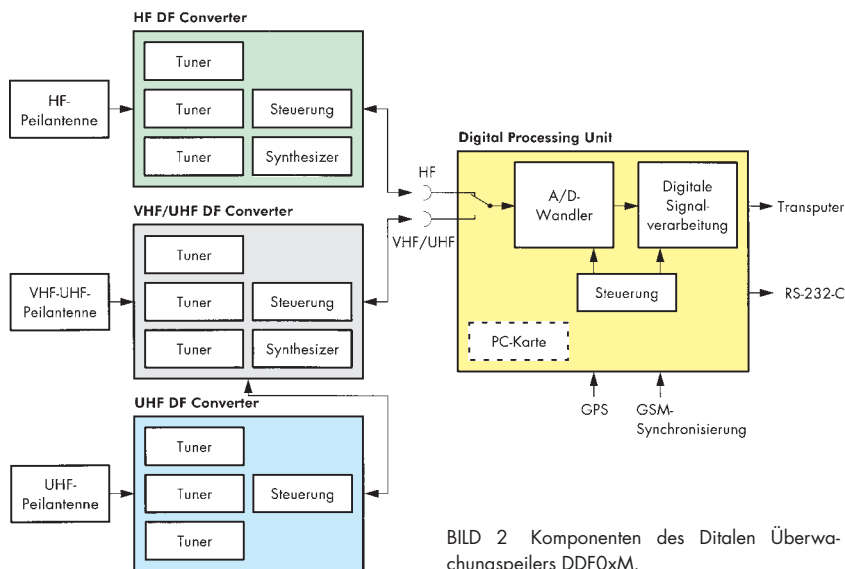 HF DF Converter
Tuner
HF-
Peilantenne
Tuner
Steuerung
Tuner
Synthesizer
VHF/UHF DF Converter
Tuner
VHF-UHF-
Peilantenne
Tuner
Steuerung
Tuner
Synthesizer
UHF DF Converter
Tuner
UHF-
Peilantenne
Tuner
Steuerung
Tuner
HF
VHF/UHF
Digital Processing Unit
A/D-
Wandler
Digitale
Signal-
verarbeitung
Steuerung
PC-Karte
Transputer
RS-232-C
GPS
GSM-
Synchronisierung
BILD 2 Komponenten des Ditalen Überwa-
chungspeilers DDF0xM.